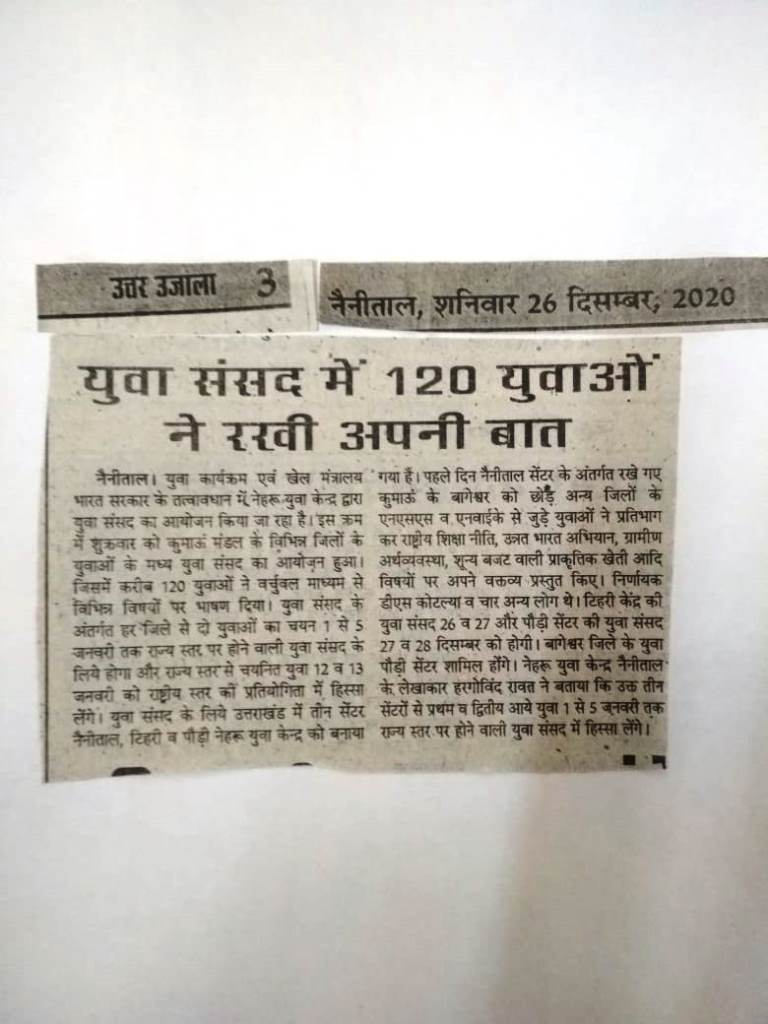 उत्तर उजाला 3
नैनीताल, शनिवार 26 दिसम्बर, 2020
युवा संसद में 120 युवाओं
ने रखी अपनी बात
नैनीताल। युवा कार्यक्रम एवं खेल मंत्रालय
भारत सरकार के तत्वावधान में नेहरू युवा केन्द्र द्वारा
युवा संसद का आयोजन किया जा रहा है। इस क्रम
में शुक्रवार को कुमाऊं मंडल के विभिन्न जिलों के
युवाओं के मध्य युवा संसद का आयोजन हुआ।
जिसमें करीब 120 युवाओं ने वर्चुवल माध्यम से
विभिन्न विषयों पर भाषण दिया। युवा संसद के
अंतर्गत हर जिले से दो युवाओं का चयन 1 से 5
जनवरी तक राज्य स्तर पर होने वाली युवा संसद के
लिये होगा और राज्य स्तर से चयनित युवा 12 व 13
जनवरी को राष्ट्रीय स्तर की प्रतियोगिता में हिस्सा
लेंगे। युवा संसद के लिये उत्तराखंड में तीन सेंटर
नैनीताल, टिहरी व पौड़ी नेहरू युवा केन्द्र को बनाया
गया हैं। पहले दिन नैनीताल सेंटर के अंतर्गत रखे गए
कुमाऊं के बागेश्वर को छोड़ अन्य जिलों के
एनएसएस व एनवाईके से जुड़े युवाओं ने प्रतिभाग
कर राष्ट्रीय शिक्षा नीति, उन्नत भारत अभियान, ग्रामीण
अर्थव्यवस्था, शून्य बजट वाली प्राकृतिक खेती आदि
विषयों पर अपने वक्तव्य प्रस्तुत किए। निर्णायक
डीएस कोटल्या व चार अन्य लोग थे। टिहरी केंद्र की
युवा संसद 26 व 27 और पौड़ी सेंटर की युवा संसद
27 व 28 दिसम्बर को होगी। बागेश्वर जिले के युवा
पौड़ी सेंटर शामिल होंगे। नेहरू युवा केन्द्र नैनीताल
के लेखाकार हरगोविंद रावत ने बताया कि उक्त तीन
सेंटरों से प्रथम व द्वितीय आये युवा 1 से 5 जनवरी तक
राज्य स्तर पर होने वाली युवा संसद में हिस्सा लेंगे।